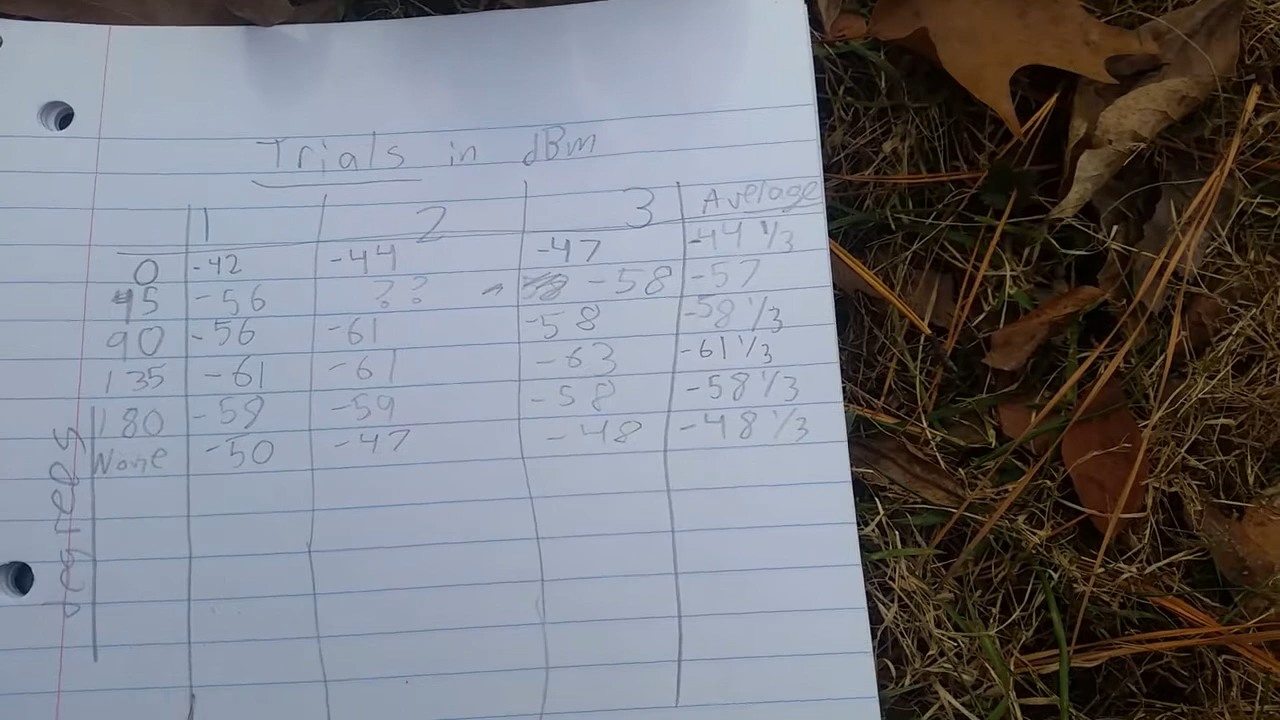 Trials in dBm
1 2 3 Average
0 -42 -44 -47 -44 1/3
45 -56 ?? -58 -57
90 -56 -61 -58 -58 1/3
135 -61 -61 -63 -61 1/3
180 -58 -59 -58 -58 1/3
None -50 -47 -48 -48 1/3
degrees